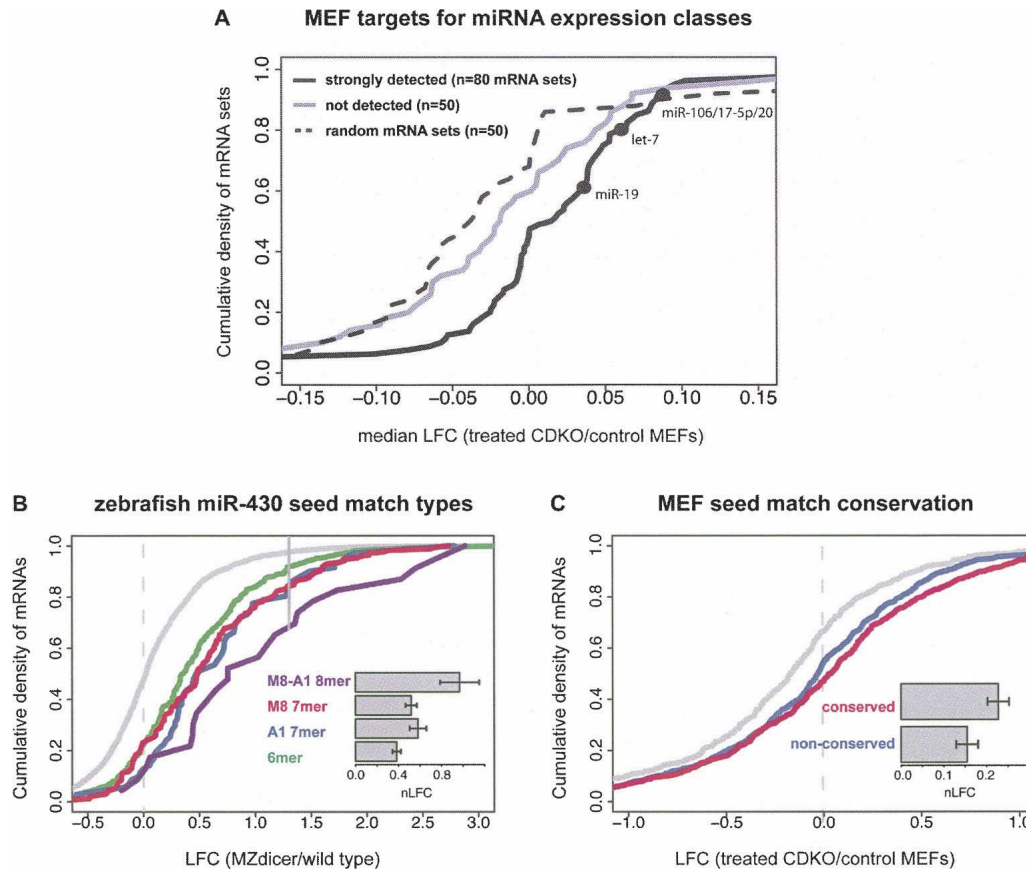 A MEF targets for miRNA expression classes
Cumulative density of mRNA sets
1.0
0.8
0.6
0.4
0.2
0.0
strongly detected (n=80 mRNA sets)
not detected (n=50)
random mRNA sets (n=50)
miR-106/17-5p/20
let-7
miR-19
−0.15 −0.10 −0.05 0.00 0.05 0.10 0.15
median LFC (treated CDKO/control MEFs)
B zebrafish miR-430 seed match types
Cumulative density of mRNAs
1.0
0.8
0.6
0.4
0.2
0.0
M8-A1 8mer
M8 7mer
A1 7mer
6mer
0.0 0.4 0.8
nLFC
−0.5 0.0 0.5 1.0 1.5 2.0 2.5 3.0
LFC (MZdicer/wild type)
C MEF seed match conservation
Cumulative density of mRNAs
1.0
0.8
0.6
0.4
0.2
0.0
conserved
non-conserved
0.0 0.2
nLFC
−1.0 −0.5 0.0 0.5 1.0
LFC (treated CDKO/control MEFs)